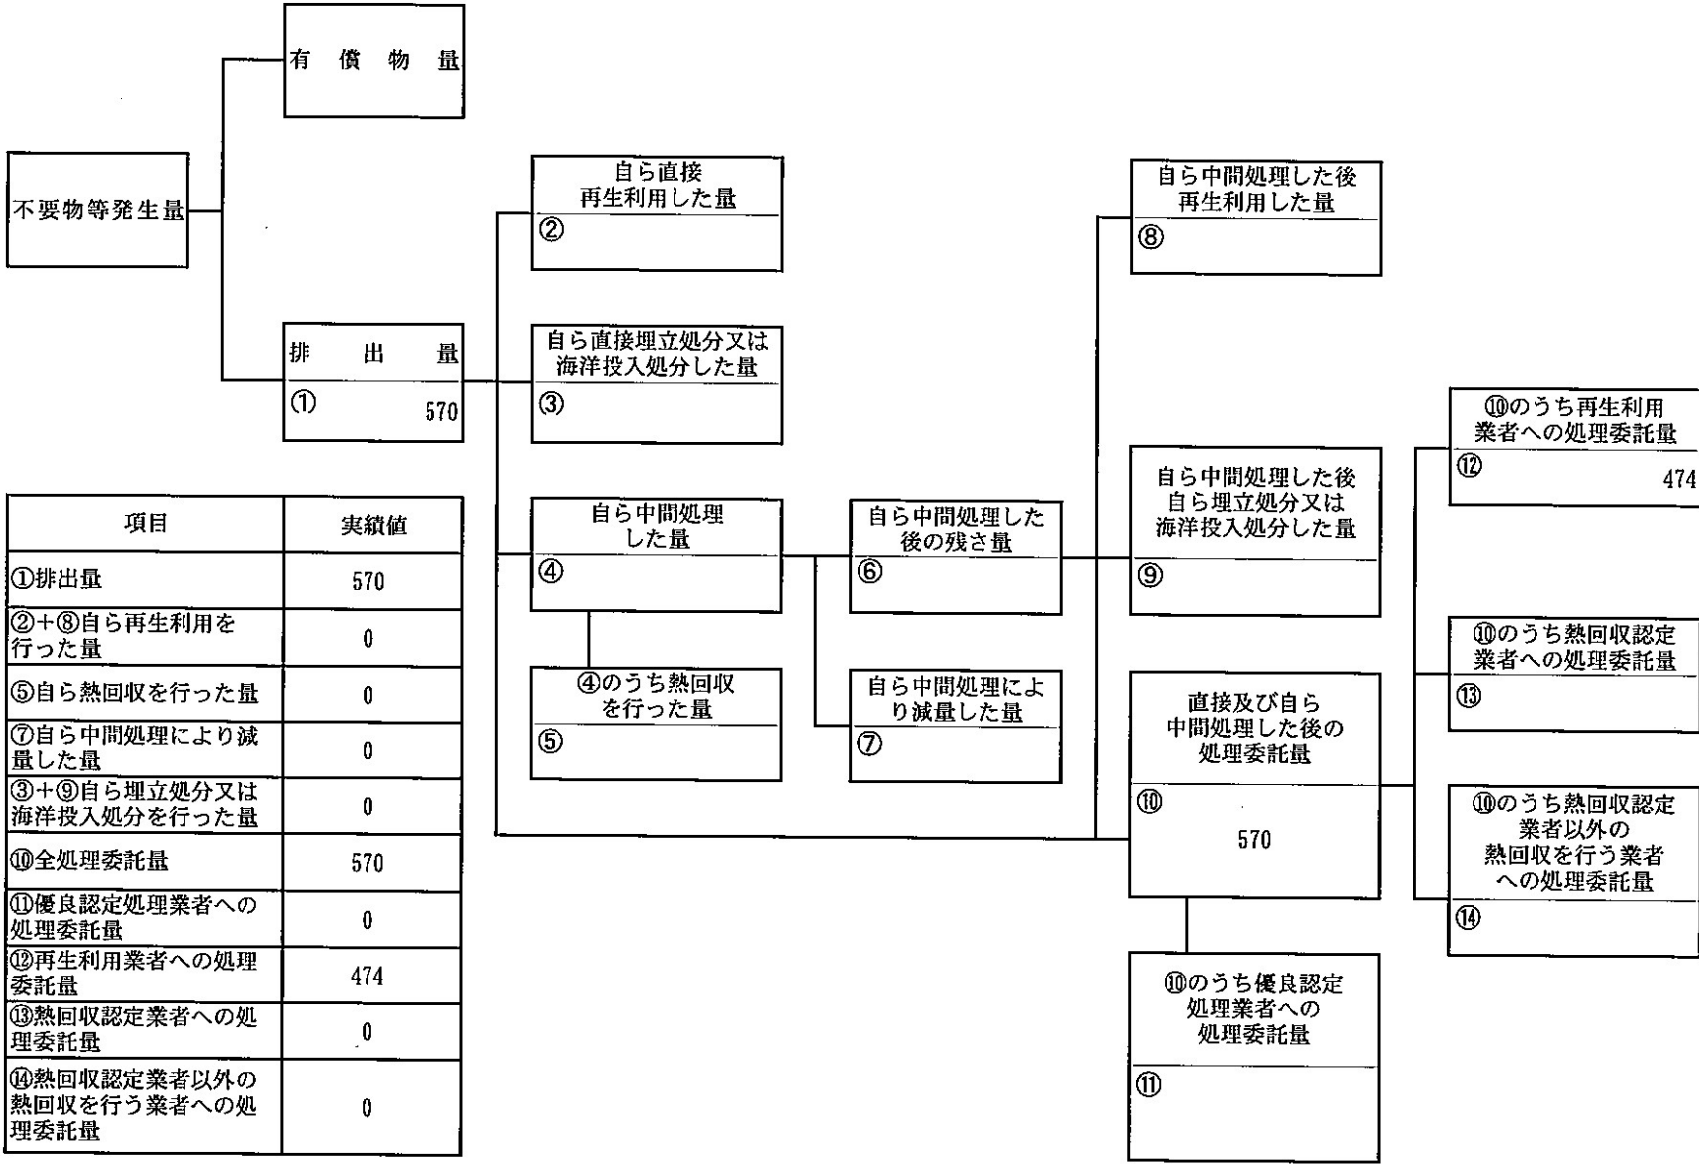 有償物量
不要物等発生量
排出量
①
570
自ら直接
再生利用した量
②
自ら直接埋立処分又は
海洋投入処分した量
③
自ら中間処理
した量
④
④のうち熱回収
を行った量
⑤
自ら中間処理した
後の残さ量
⑥
自ら中間処理によ
り減量した量
⑦
自ら中間処理した後
再生利用した量
⑧
自ら中間処理した後
自ら埋立処分又は
海洋投入処分した量
⑨
直接及び自ら
中間処理した後の
処理委託量
⑩
570
⑩のうち優良認定
処理業者への
処理委託量
⑪
⑩のうち再生利用
業者への処理委託量
⑫
474
⑩のうち熱回収認定
業者への処理委託量
⑬
⑩のうち熱回収認定
業者以外の
熱回収を行う業者
への処理委託量
⑭
項目 実績値
①排出量 570
②+⑧自ら再生利用を
行った量 0
⑤自ら熱回収を行った量 0
⑦自ら中間処理により減
量した量 0
③+⑨自ら埋立処分又は
海洋投入処分を行った量 0
⑩全処理委託量 570
⑪優良認定処理業者への
処理委託量 0
⑫再生利用業者への処理
委託量 474
⑬熱回収認定業者への処
理委託量 0
⑭熱回収認定業者以外の
熱回収を行う業者への処
理委託量 0